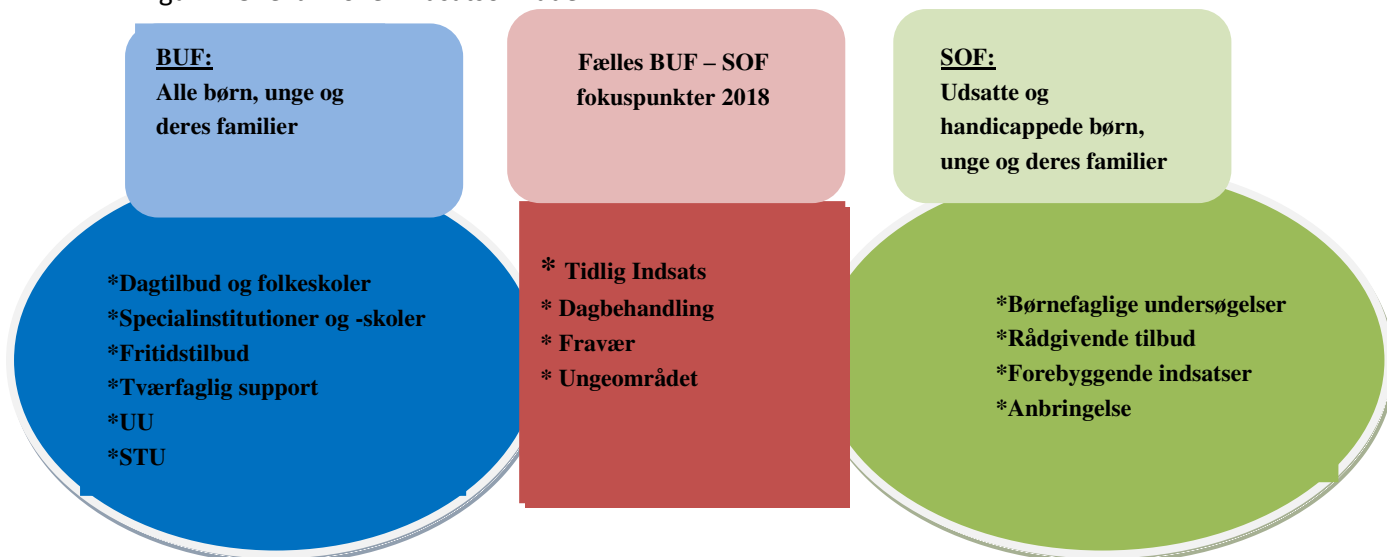 BUF:
Alle børn, unge og
deres familier
*Dagtilbud og folkeskoler
*Specialinstitutioner og -skoler
*Fritidstilbud
*Tværfaglig support
*UU
*STU
Fælles BUF – SOF
fokuspunkter 2018
* Tidlig Indsats
* Dagbehandling
* Fravær
* Ungeområdet
SOF:
Udsatte og
handicappede børn,
unge og deres familier
*Børnefaglige undersøgelser
*Rådgivende tilbud
*Forebyggende indsatser
*Anbringelse